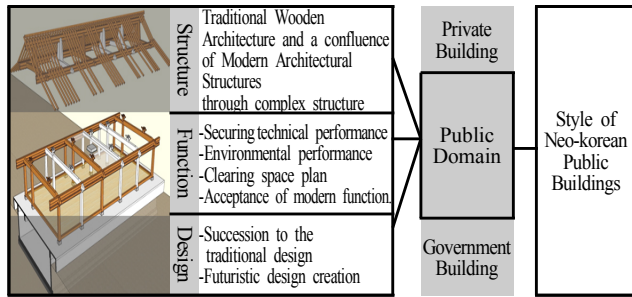 Structure
Traditional Wooden
Architecture and a confluence
of Modern Architectural
Structures
through complex structure
Function
-Securing technical performance
-Environmental performance
-Clearing space plan
-Acceptance of modern function.
Design
-Succession to the
traditional design
-Futuristic design creation
Private
Building
Public
Domain
Government
Building
Style of
Neo-korean
Public
Buildings